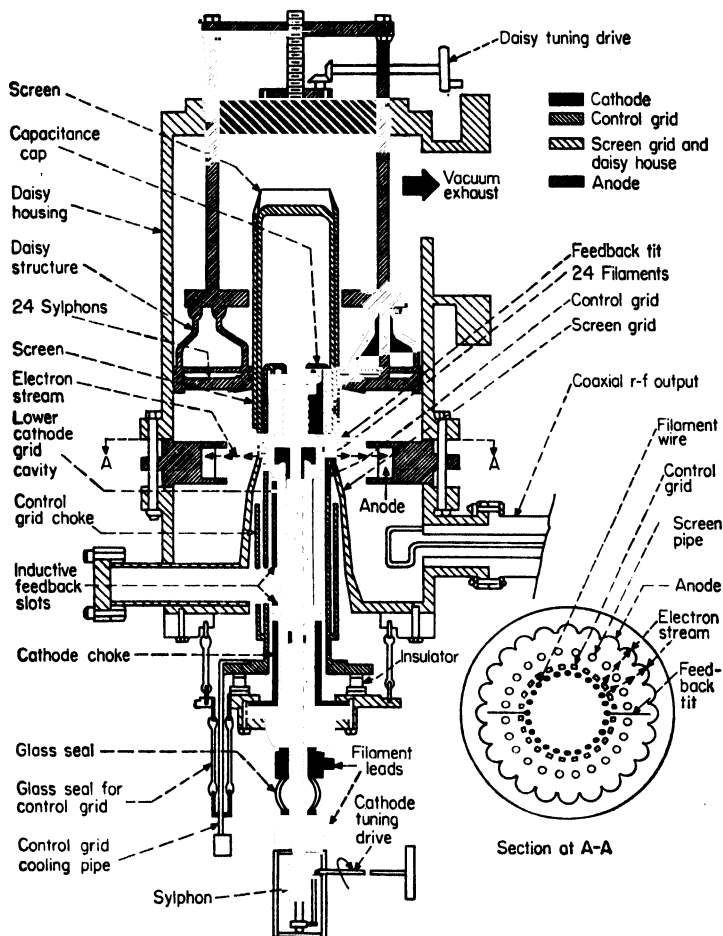 Daisy tuning drive
Screen
Capacitance
cap
Daisy
housing
Daisy
structure
24 Sylphons
Screen
Electron
stream
Lower
cathode
grid
cavity
Control
grid choke
Inductive
feedback
slots
Cathode choke
Glass seal
Glass seal for
control grid
Control grid
cooling pipe
Sylphon
Vacuum
exhaust
Cathode
Control grid
Screen grid and
daisy house
Anode
Feedback tit
24 Filaments
Control grid
Screen grid
Coaxial r-f output
A
A
Anode
Insulator
Filament
leads
Cathode
tuning
drive
Filament
wire
Control
grid
Screen
pipe
Anode
Electron
stream
Feed-
back
tit
Section at A-A